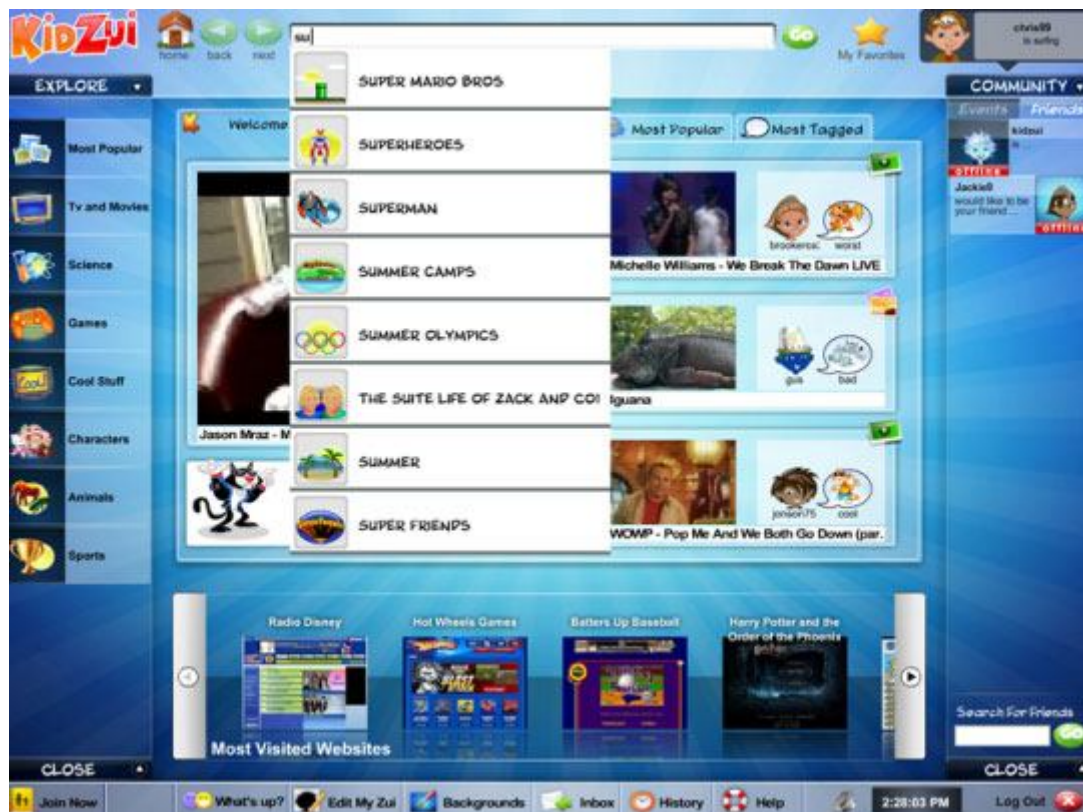 KidZui
home
back
next
su
Go
My Favorites
chris99
is surfing
EXPLORE
COMMUNITY
Events
Friends
Most Popular
Tv and Movies
Science
Games
Cool Stuff
Characters
Animals
Sports
Welcome
Most Popular
Most Tagged
SUPER MARIO BROS
SUPERHEROES
SUPERMAN
SUMMER CAMPS
SUMMER OLYMPICS
THE SUITE LIFE OF ZACK AND CO
SUMMER
SUPER FRIENDS
Jason Mraz - M
worst
Michelle Williams - We Break The Dawn LIVE
gus
bad
Iguana
jonson75
cool
WOWP - Pop Me And We Both Go Down (par.
kidzui
is ...
offline
Jackie8
would like to be
your friend ...
offline
Radio Disney
Hot Wheels Games
Batters Up Baseball
Harry Potter and the
Order of the Phoenix
Most Visited Websites
Search For Friends
Go
CLOSE
CLOSE
Join Now
What's up?
Edit My Zui
Backgrounds
Inbox
History
Help
2:28:03 PM
Log Out